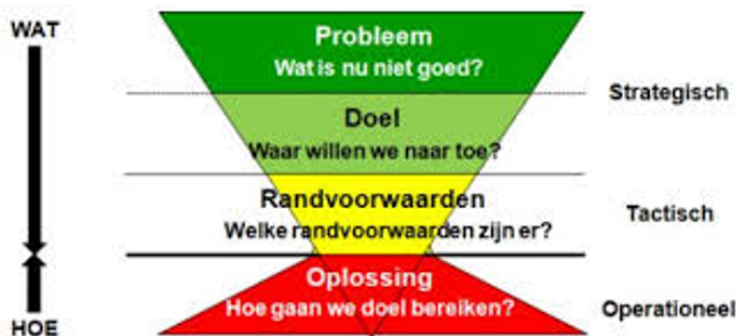 WAT
Probleem
Wat is nu niet goed?
Strategisch
Doel
Waar willen we naar toe?
Randvoorwaarden
Welke randvoorwaarden zijn er?
Tactisch
Oplossing
Hoe gaan we doel bereiken?
Operationeel
HOE